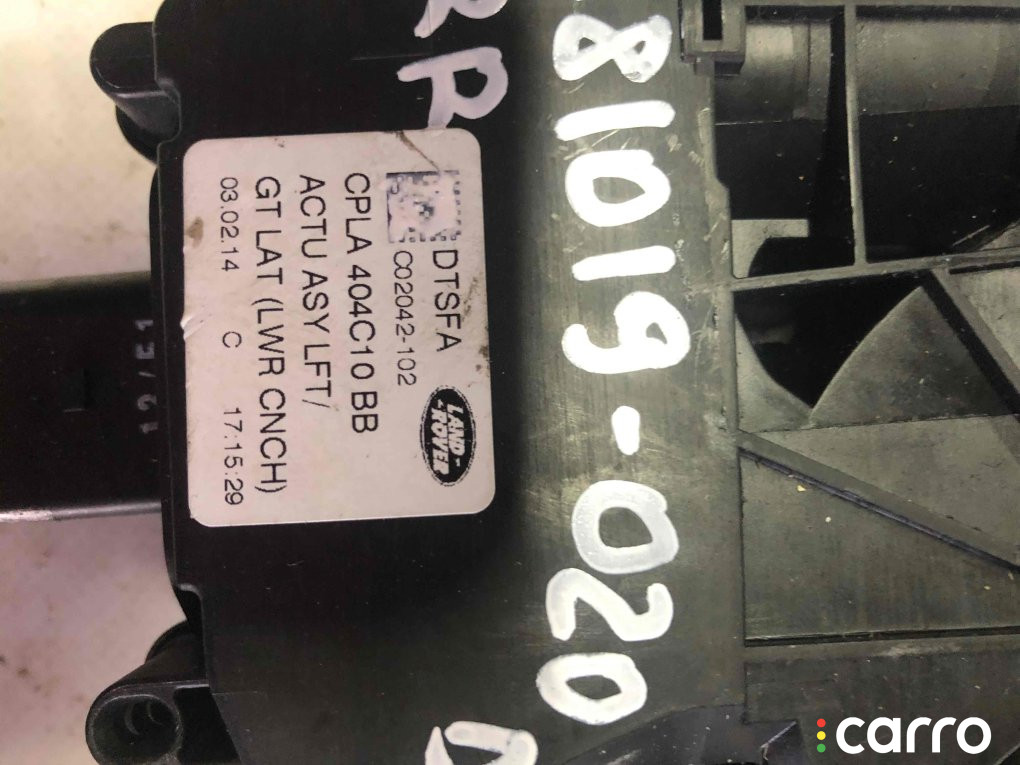 RR
81019-020
DTSFA
C02042-102
LAND-
-ROVER
CPLA 404C10 BB
ACTU ASY LFT/
GT LAT (LWR CNCH)
03.02.14 C 17:15:29
carro